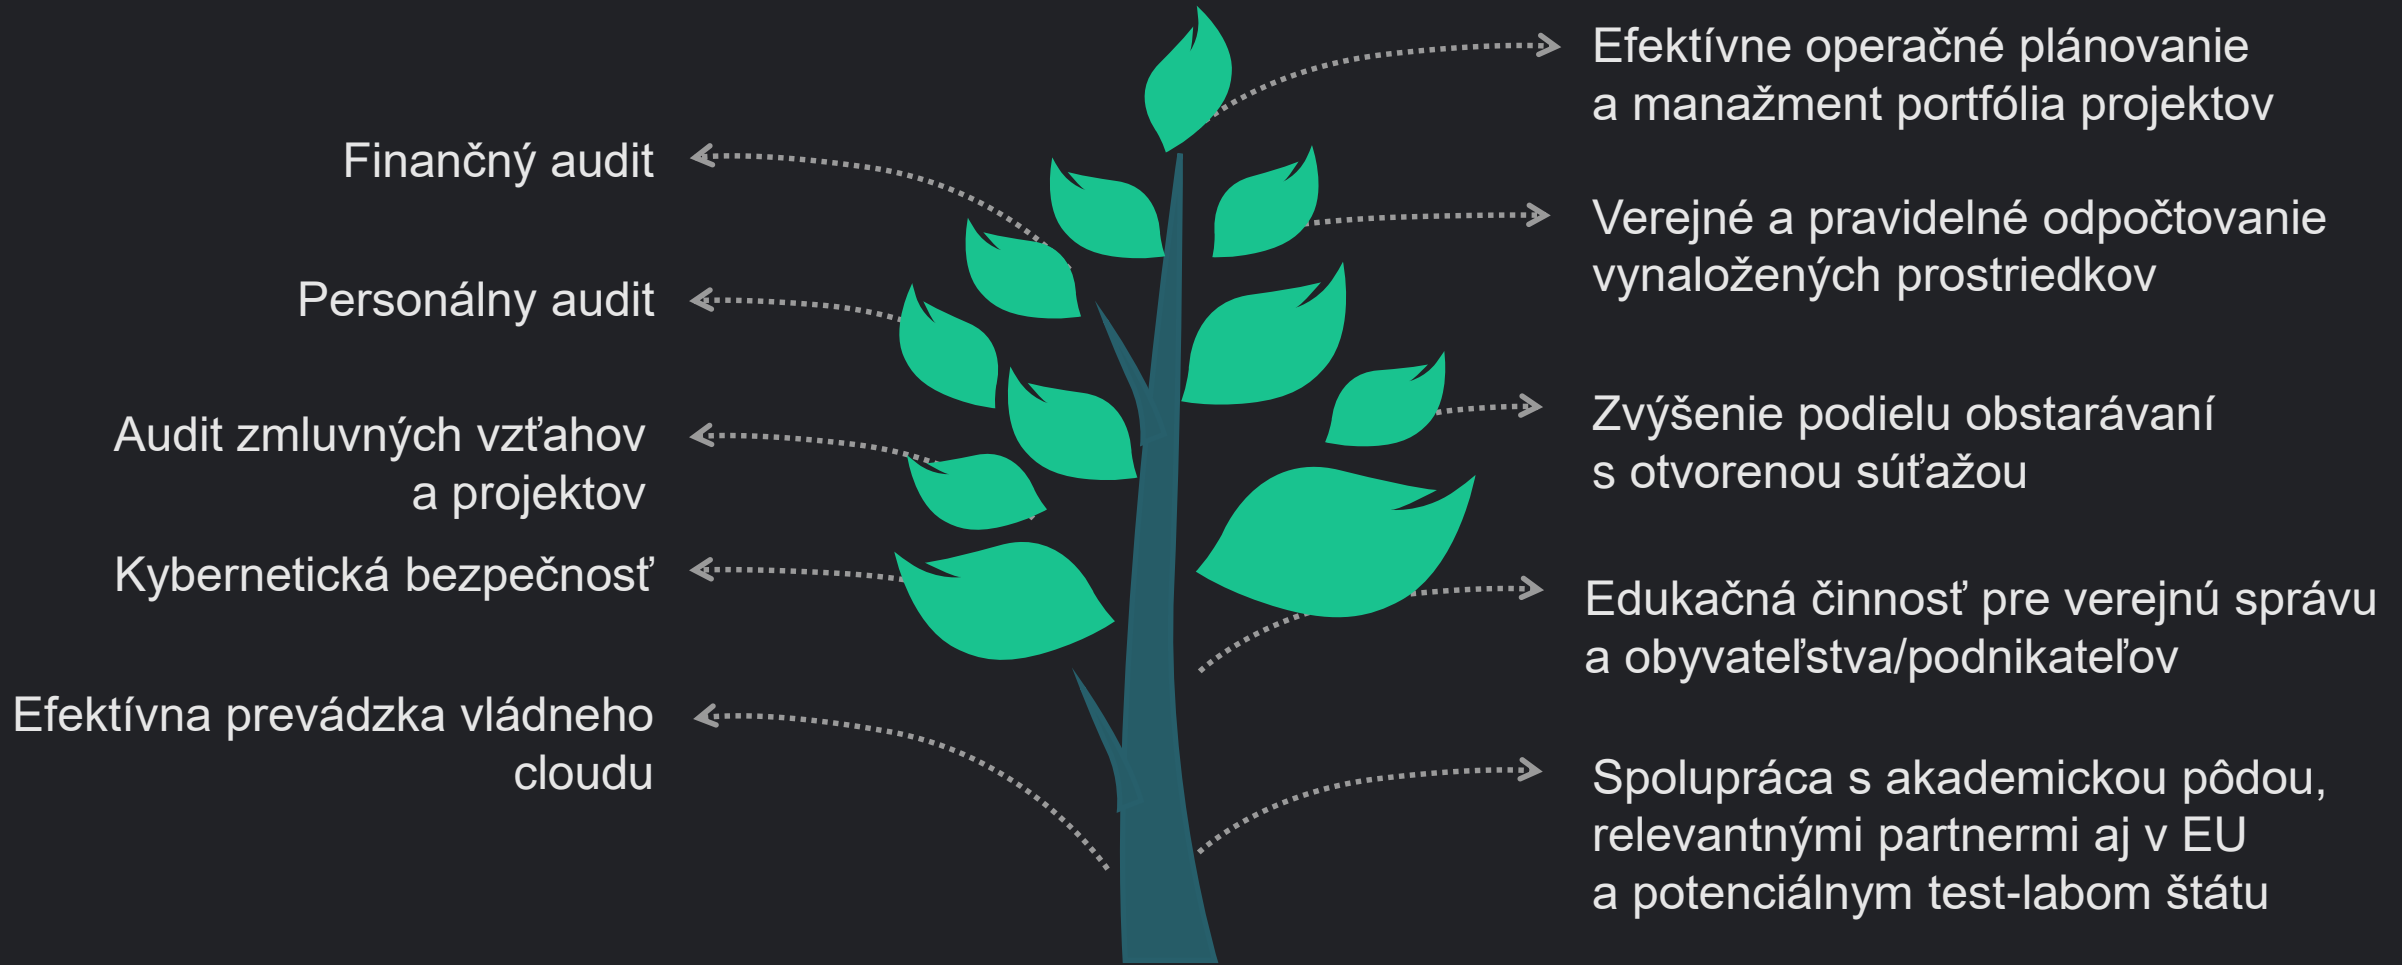 Finančný audit
Personálny audit
Audit zmluvných vzťahov
a projektov
Kybernetická bezpečnosť
Efektívna prevádzka vládneho
cloudu
Efektívne operačné plánovanie
a manažment portfólia projektov
Verejné a pravidelné odpočtovanie
vynaložených prostriedkov
Zvýšenie podielu obstarávaní
s otvorenou súťažou
Edukačná činnosť pre verejnú správu
a obyvateľstva/podnikateľov
Spolupráca s akademickou pôdou,
relevantnými partnermi aj v EU
a potenciálnym test-labom štátu